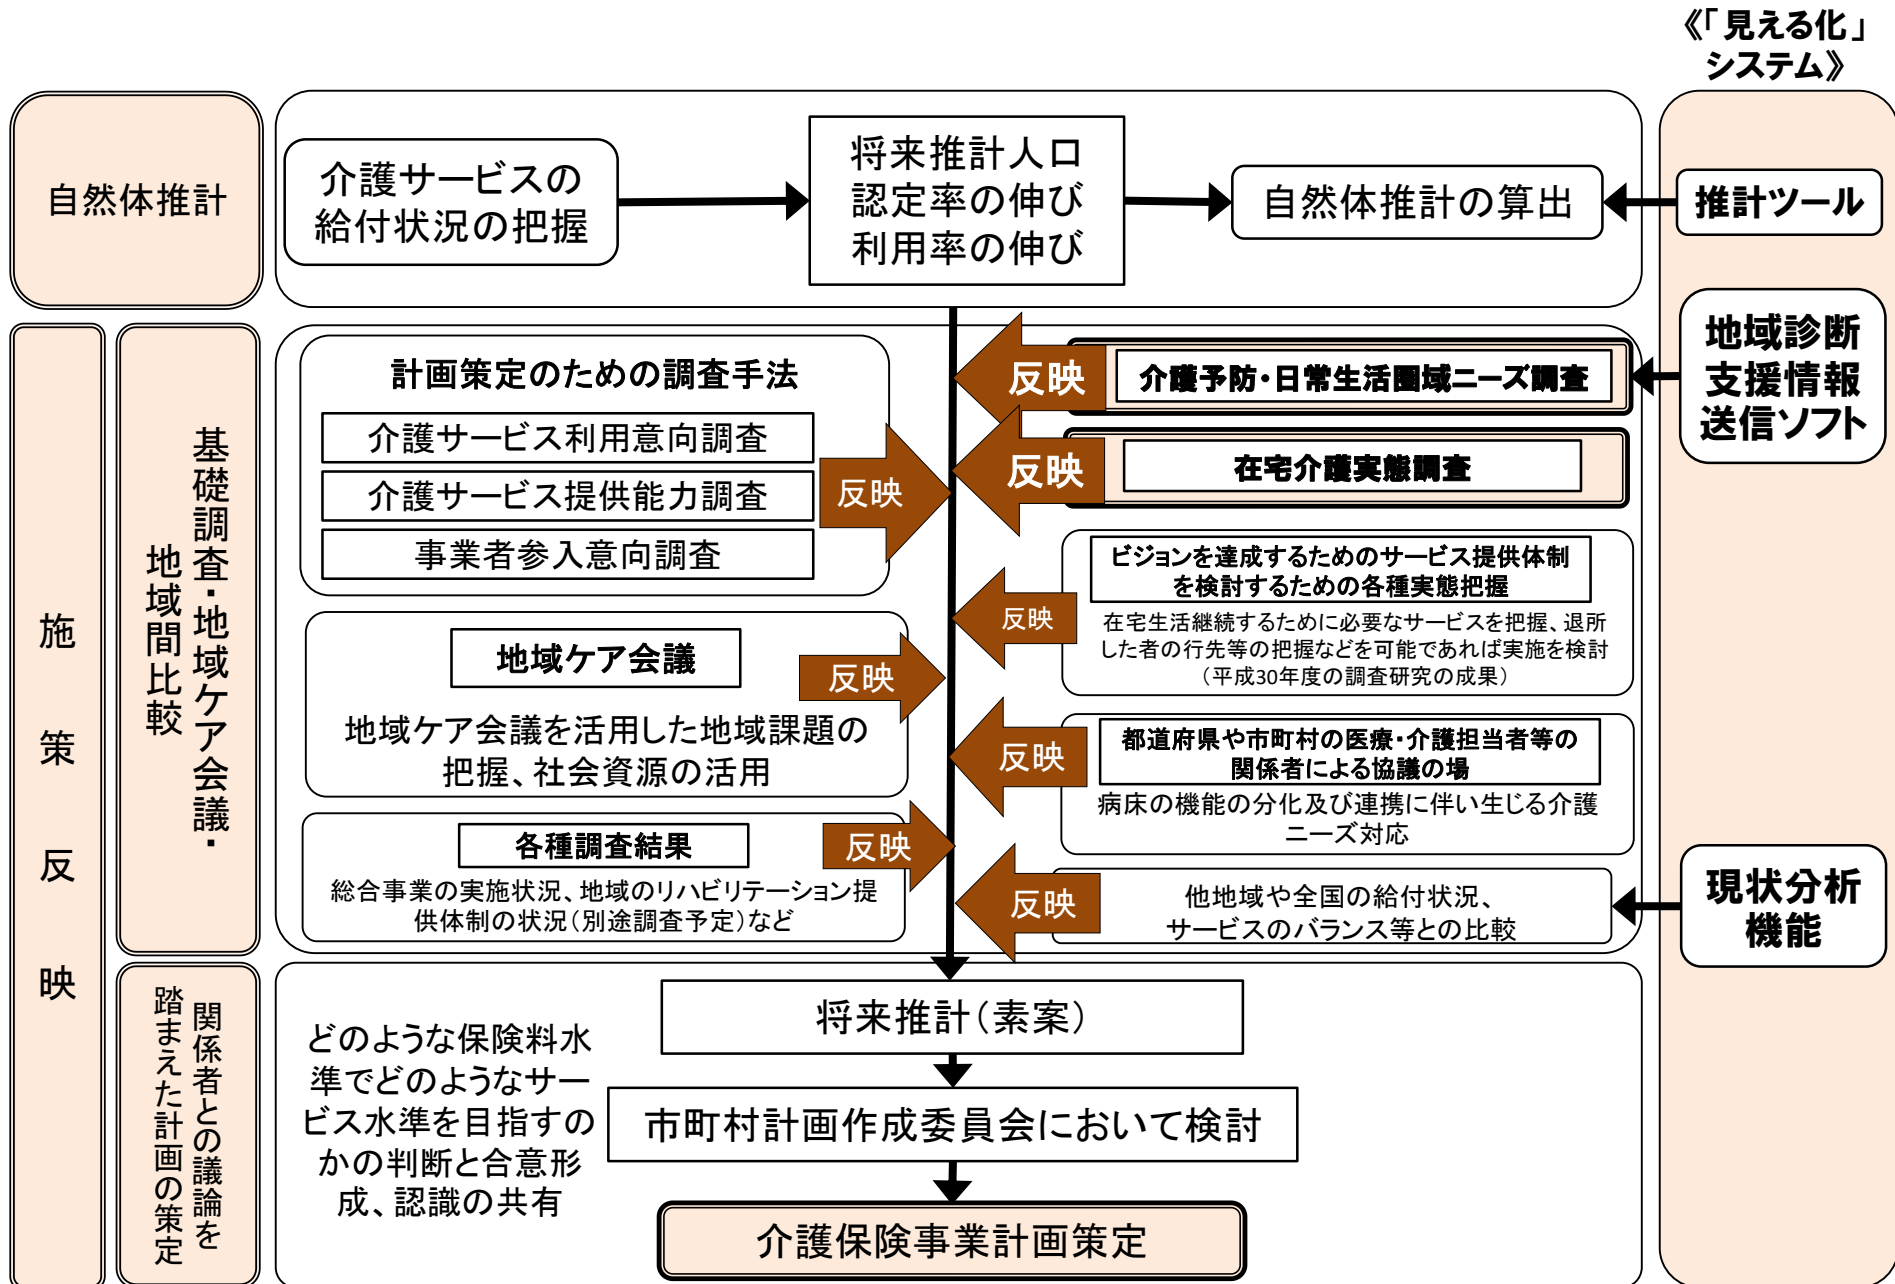 《「見える化」
システム》
自然体推計
介護サービスの
給付状況の把握
将来推計人口
認定率の伸び
利用率の伸び
自然体推計の算出
推計ツール
施策反映
基礎調査・地域ケア会議・
地域間比較
計画策定のための調査手法
介護サービス利用意向調査
介護サービス提供能力調査
事業者参入意向調査
反映
反映
介護予防・日常生活圏域ニーズ調査
反映
在宅介護実態調査
地域診断
支援情報
送信ソフト
反映
ビジョンを達成するためのサービス提供体制
を検討するための各種実態把握
在宅生活継続するために必要なサービスを把握、退所
した者の行先等の把握などを可能であれば実施を検討
（平成30年度の調査研究の成果）
地域ケア会議
地域ケア会議を活用した地域課題の
把握、社会資源の活用
反映
反映
都道府県や市町村の医療・介護担当者等の
関係者による協議の場
病床の機能の分化及び連携に伴い生じる介護
ニーズ対応
各種調査結果
総合事業の実施状況、地域のリハビリテーション提
供体制の状況（別途調査予定）など
反映
反映
他地域や全国の給付状況、
サービスのバランス等との比較
現状分析
機能
関係者との議論を
踏まえた計画の策定
どのような保険料水
準でどのようなサー
ビス水準を目指すの
かの判断と合意形
成、認識の共有
将来推計（素案）
市町村計画作成委員会において検討
介護保険事業計画策定